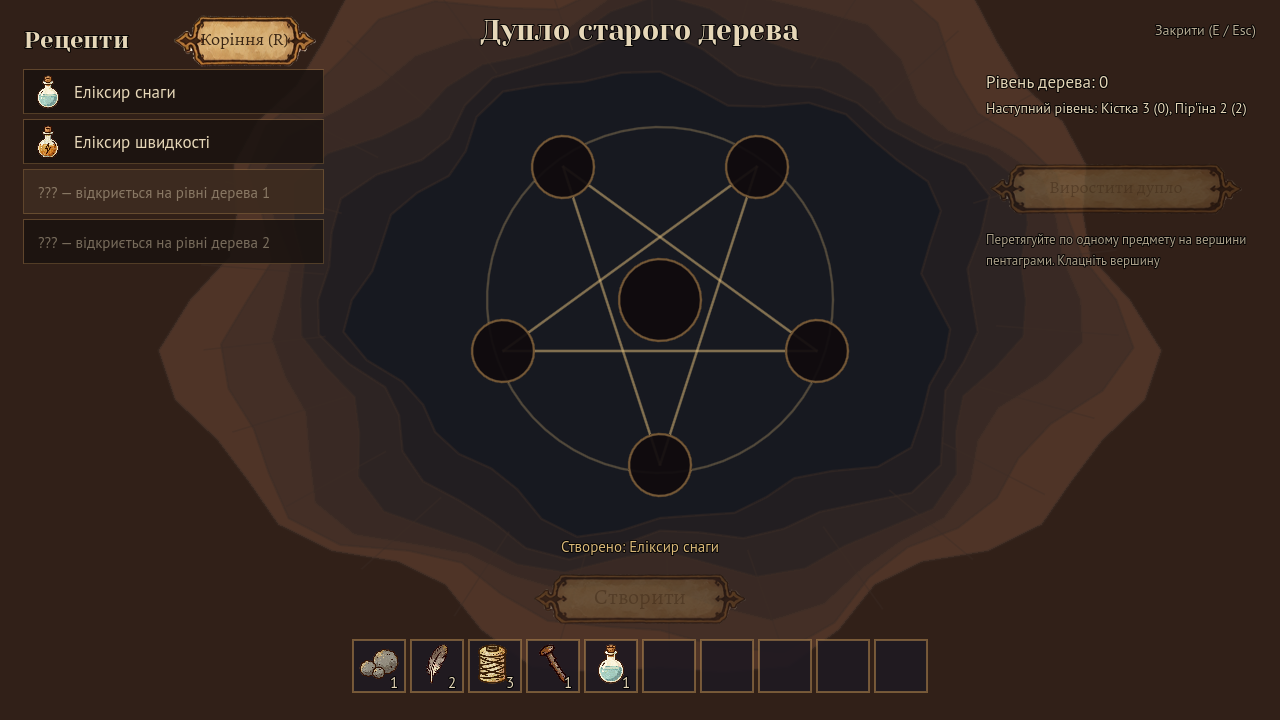 Рецепти
Коріння (R)
Дупло старого дерева
Закрити (E / Esc)
Еліксир снаги
Еліксир швидкості
??? — відкриється на рівні дерева 1
??? — відкриється на рівні дерева 2
Рівень дерева: 0
Наступний рівень: Кістка 3 (0), Пір'їна 2 (2)
Виростити дупло
Перетягуйте по одному предмету на вершини
пентаграми. Клацніть вершину
Створено: Еліксир снаги
Створити
1
2
3
1
1